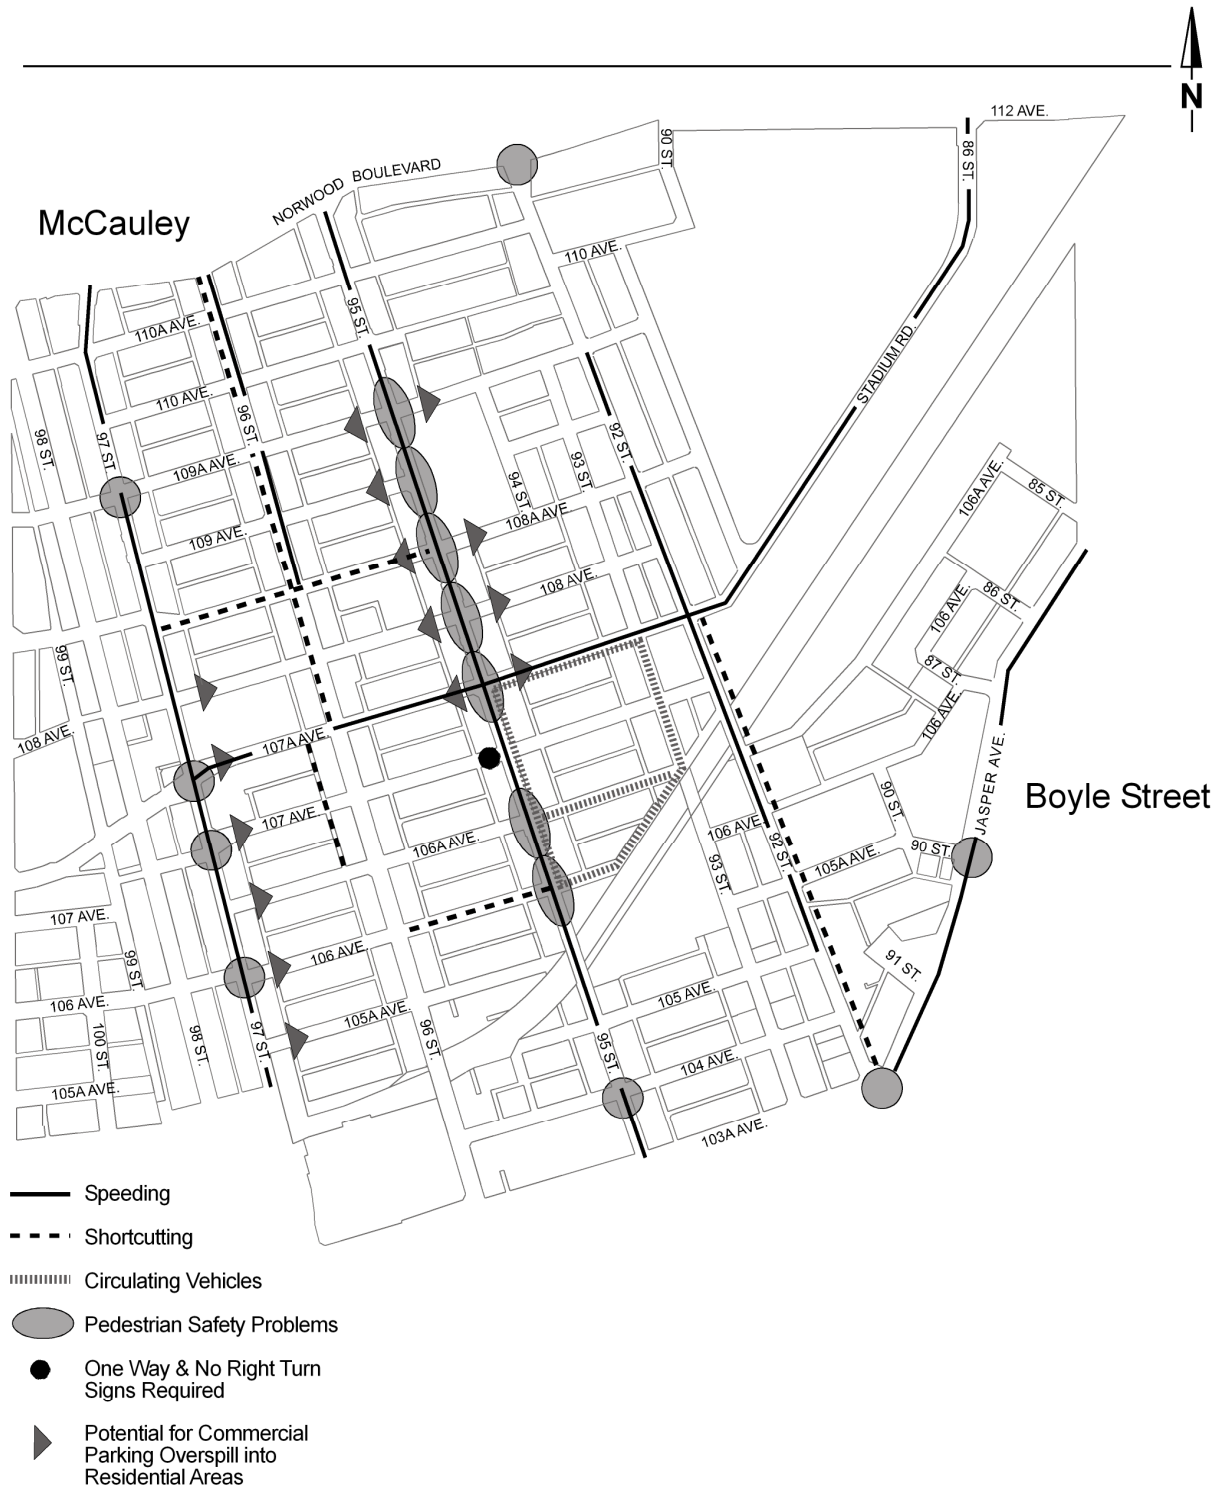 N
112 AVE.
86 ST.
90 ST.
NORWOOD BOULEVARD
McCauley
110 AVE.
95 ST.
110A AVE.
STADIUM RD.
110 AVE.
96 ST.
92 ST.
98 ST.
97 ST.
109A AVE.
93 ST.
94 ST.
106A AVE.
85 ST.
108A AVE.
109 AVE.
108 AVE.
86 ST.
106 AVE.
99 ST.
87 ST.
106 AVE.
108 AVE.
107A AVE.
JASPER AVE.
Boyle Street
90 ST.
107 AVE.
106 AVE.
106A AVE.
92 ST.
90 ST.
105A AVE.
93 ST.
107 AVE.
106 AVE.
99 ST.
91 ST.
106 AVE.
105 AVE.
105A AVE.
100 ST.
98 ST.
97 ST.
96 ST.
95 ST.
104 AVE.
105A AVE.
103A AVE.
Speeding
Shortcutting
Circulating Vehicles
Pedestrian Safety Problems
One Way & No Right Turn
Signs Required
Potential for Commercial
Parking Overspill into
Residential Areas